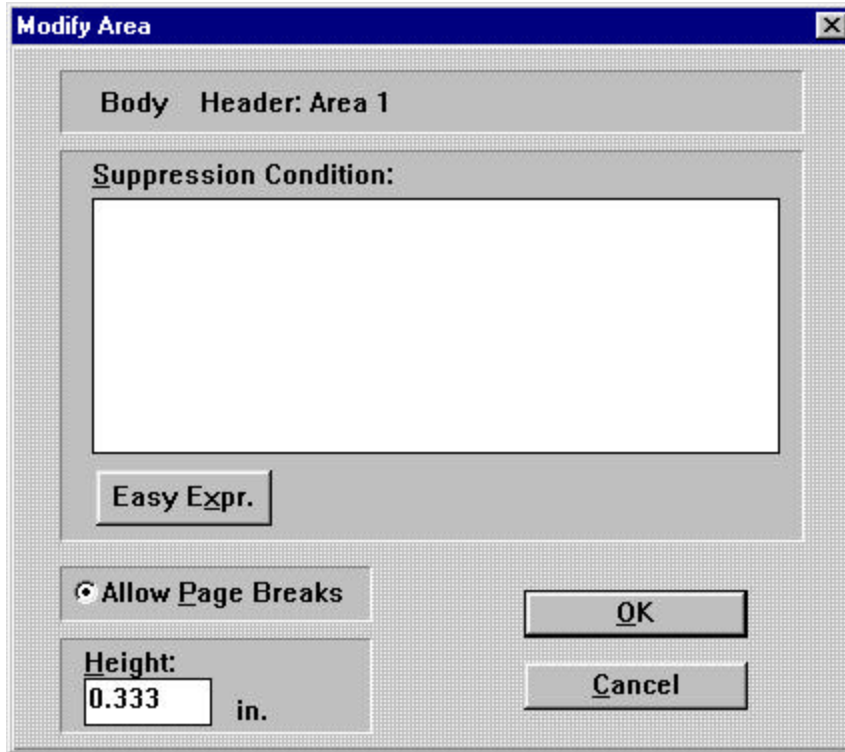 Modify Area
Body Header: Area 1
Suppression Condition:
Easy Expr.
Allow Page Breaks
OK
Height:
0.333 in.
Cancel